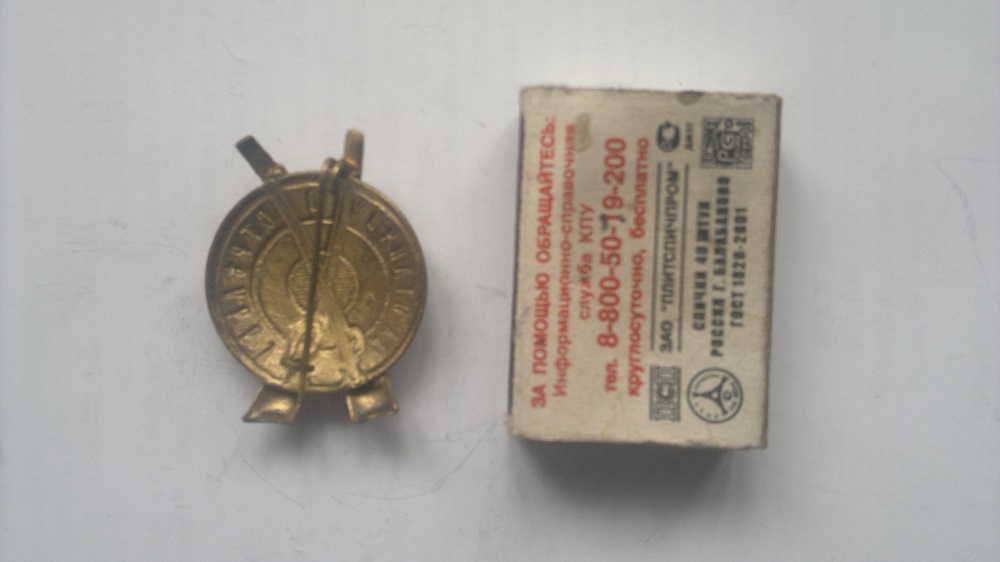 ЗА ПОМОЩЬЮ ОБРАЩАЙТЕСЬ:
Информационно-справочная
служба КПУ
тел. 8-800-50-19-200
круглосуточно, бесплатно
ЗАО "ПЛИТСПИЧПРОМ"
СПИЧКИ 40 ШТУК
РОССИЯ Г. БАЛАБАНОВО
ГОСТ 1820-2001
ПСП